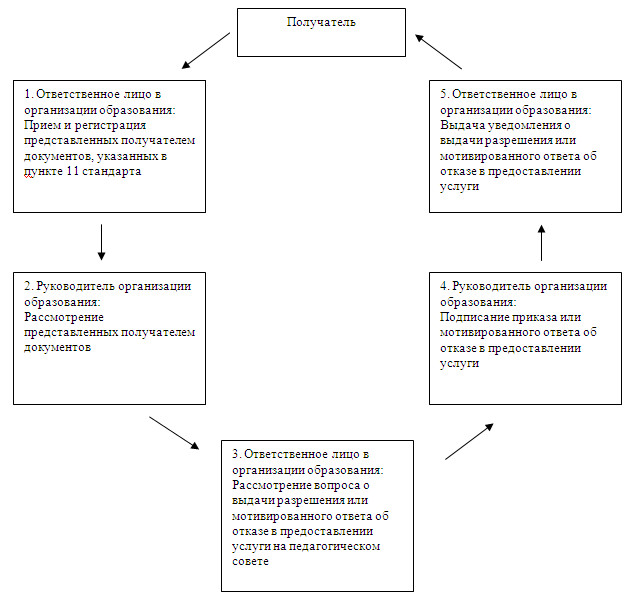 Получатель
1. Ответственное лицо в
организации образования:
Прием и регистрация
представленных получателем
документов, указанных в
пункте 11 стандарта
2. Руководитель организации
образования:
Рассмотрение
представленных получателем
документов
3. Ответственное лицо в
организации образования:
Рассмотрение вопроса о
выдачи разрешения или
мотивированного ответа об
отказе в предоставлении
услуги на педагогическом
совете
4. Руководитель организации
образования:
Подписание приказа или
мотивированного ответа об
отказе в предоставлении
услуги
5. Ответственное лицо в
организации образования:
Выдача уведомления о
выдачи разрешения или
мотивированного ответа об
отказе в предоставлении
услуги